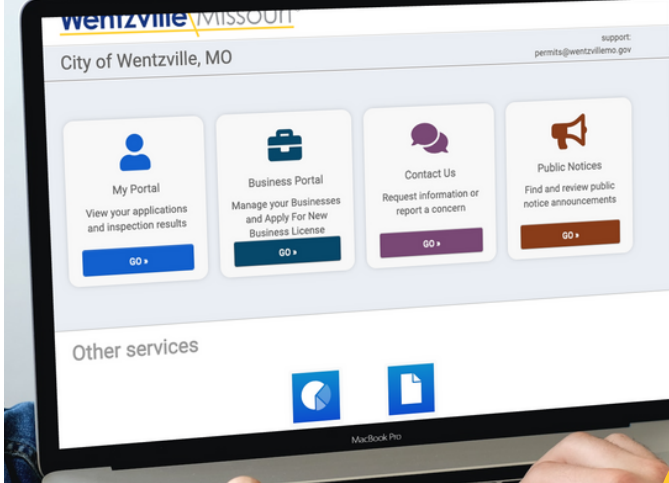 Wentzville Missouri
City of Wentzville, MO
support:
permits@wentzvillemo.gov
My Portal
View your applications
and inspection results
GO »
Business Portal
Manage your Businesses
and Apply For New
Business License
GO »
Contact Us
Request information or
report a concern
GO »
Public Notices
Find and review public
notice announcements
GO »
Other services
MacBook Pro